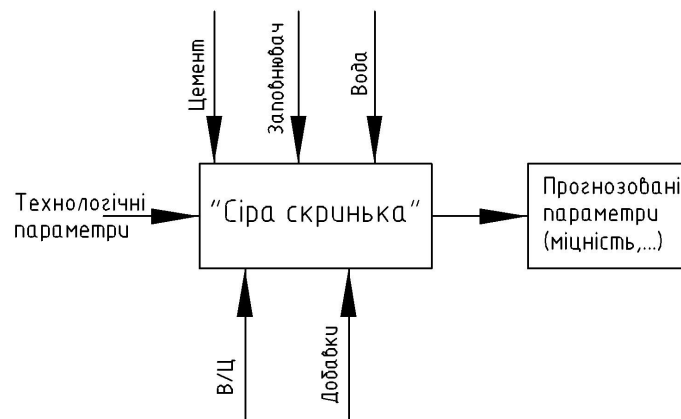 Цемент
Заповнювач
Вода
Технологічні
параметри
"Сіра скринька"
Прогнозовані
параметри
(міцність,...)
В/Ц
Добавки